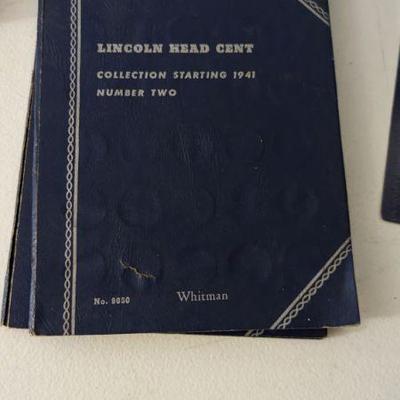 LINCOLN HEAD CENT
COLLECTION STARTING 1941
NUMBER TWO
No. 9030 Whitman